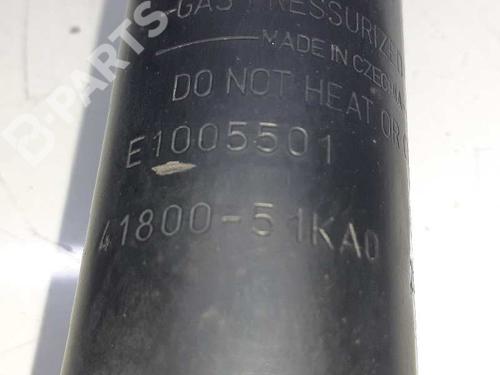 -GAS PRESSURIZED
MADE IN CZECH
DO NOT HEAT OR
E1005501
41800-51KA0
B-PARTS